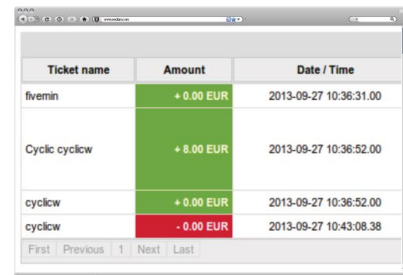 Ticket name Amount Date / Time
fivemin + 0.00 EUR 2013-09-27 10:36:31.00
Cyclic cyclicw + 8.00 EUR 2013-09-27 10:36:52.00
cyclicw + 0.00 EUR 2013-09-27 10:36:52.00
cyclicw - 0.00 EUR 2013-09-27 10:43:08.38
First Previous 1 Next Last